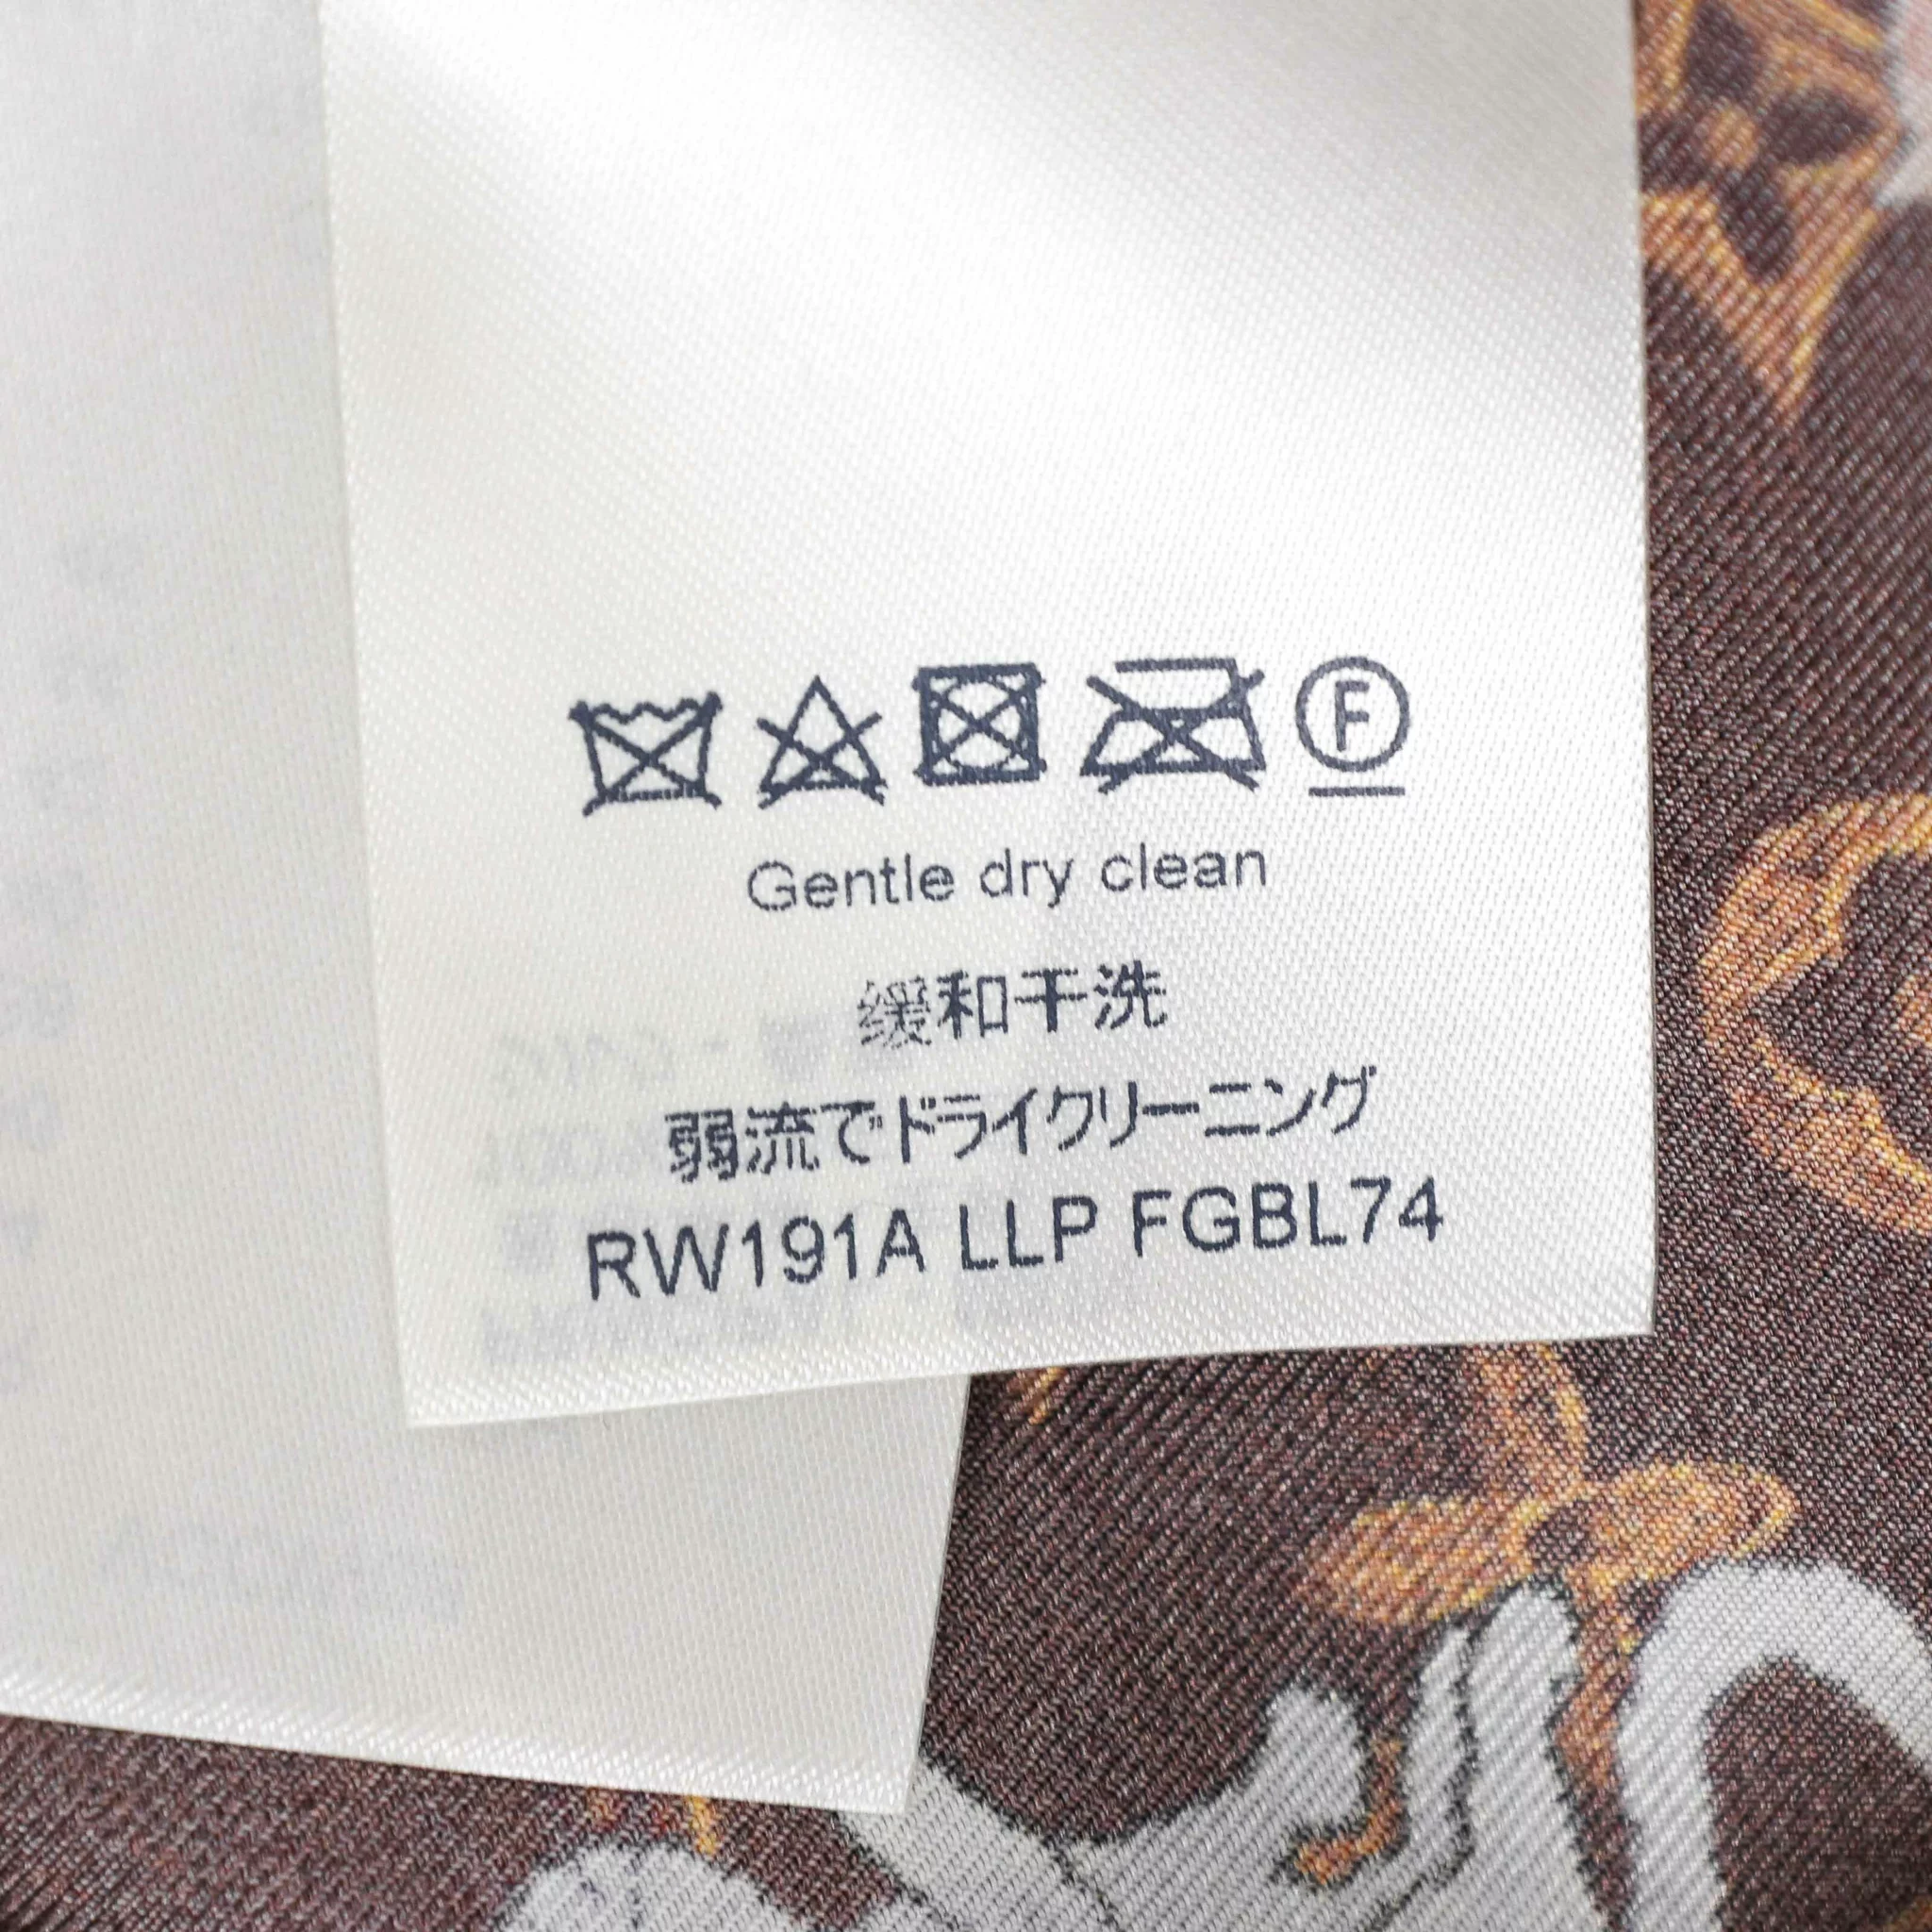 F
Gentle dry clean
缓和干洗
弱流でドライクリーニング
RW191A LLP FGBL74